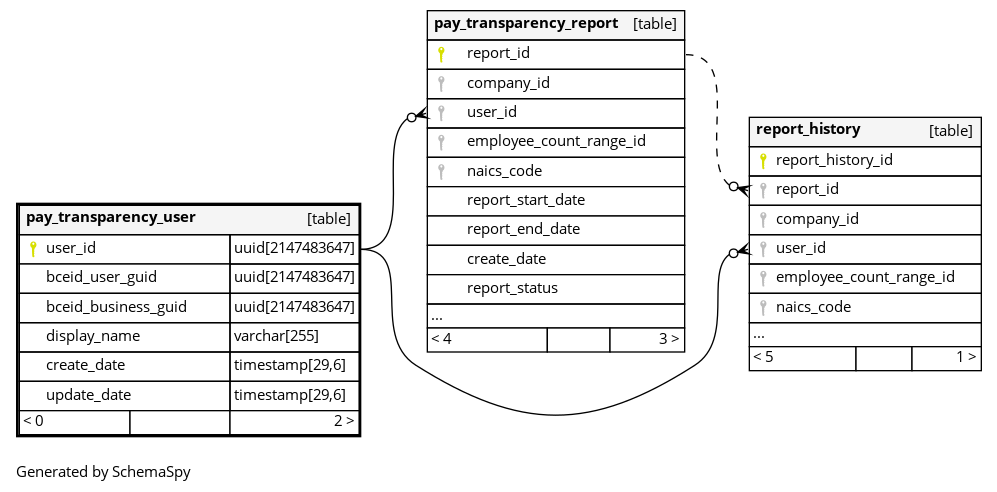 pay_transparency_report [table]
report_id
company_id
user_id
employee_count_range_id
naics_code
report_start_date
report_end_date
create_date
report_status
...
< 4 3 >
report_history [table]
report_history_id
report_id
company_id
user_id
employee_count_range_id
naics_code
...
< 5 1 >
pay_transparency_user [table]
user_id uuid[2147483647]
bceid_user_guid uuid[2147483647]
bceid_business_guid uuid[2147483647]
display_name varchar[255]
create_date timestamp[29,6]
update_date timestamp[29,6]
< 0 2 >
Generated by SchemaSpy